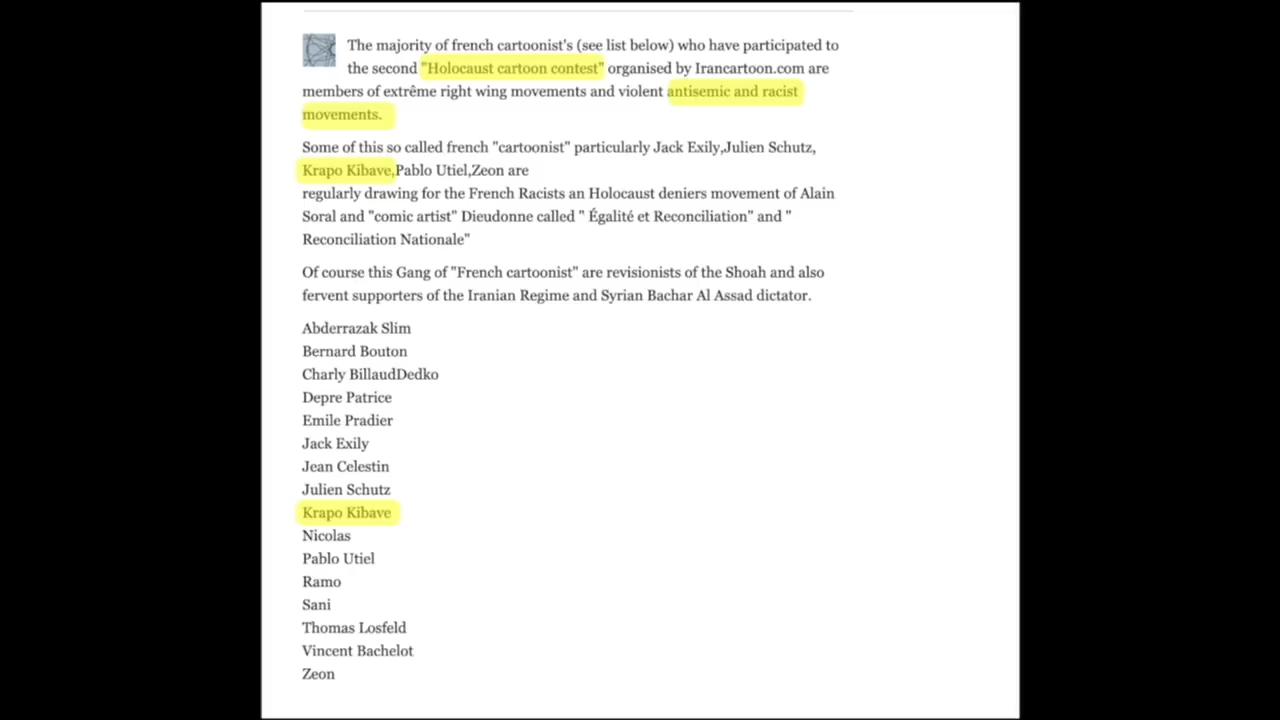 The majority of french cartoonist's (see list below) who have participated to
the second "Holocaust cartoon contest" organised by Irancartoon.com are
members of extrême right wing movements and violent antisemic and racist
movements.
Some of this so called french "cartoonist" particularly Jack Exily,Julien Schutz,
Krapo Kibave,Pablo Utiel,Zeon are
regularly drawing for the French Racists an Holocaust deniers movement of Alain
Soral and "comic artist" Dieudonne called " Égalité et Reconciliation" and "
Reconciliation Nationale"
Of course this Gang of "French cartoonist" are revisionists of the Shoah and also
fervent supporters of the Iranian Regime and Syrian Bachar Al Assad dictator.
Abderrazak Slim
Bernard Bouton
Charly BillaudDedko
Depre Patrice
Emile Pradier
Jack Exily
Jean Celestin
Julien Schutz
Krapo Kibave
Nicolas
Pablo Utiel
Ramo
Sani
Thomas Losfeld
Vincent Bachelot
Zeon